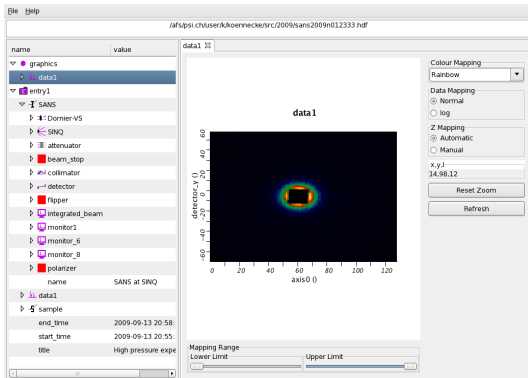 File Help
/afs/psi.ch/user/k/koennecke/src/2009/sans2009n012333.hdf
name value
graphics
data1
entry1
SANS
Dornier-VS
SINQ
attenuator
beam_stop
collimator
detector
flipper
integrated_beam
monitor1
monitor_6
monitor_8
polarizer
name SANS at SINQ
data1
sample
end_time 2009-09-13 20:58:
start_time 2009-09-13 20:55:
title High pressure expe
data1
data1
detector_y ()
60
40
20
0
-20
-40
-60
0 20 40 60 80 100 120
axis0 ()
Mapping Range
Lower Limit Upper Limit
Colour Mapping
Rainbow
Data Mapping
Normal
log
Z Mapping
Automatic
Manual
x,y,I
14,98,12
Reset Zoom
Refresh